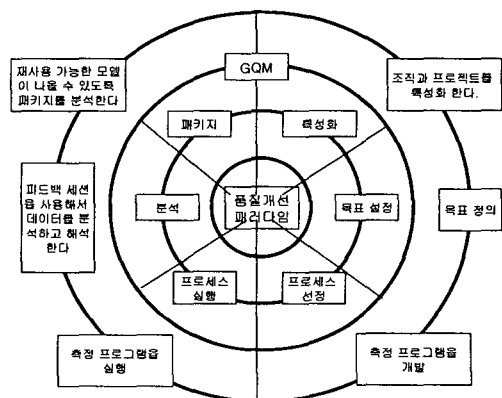 GQM
재사용 가능한 모델
이 나올 수 있도록
패키지를 분석한다
조직과 프로젝트를
특성화 한다.
패키지
특성화
피드백 세션
을 사용해서
데이터를 분
석하고 해석
한다
분석
품질개선
패러다임
목표 설정
목표 정의
프로세스
실행
프로세스
선정
측정 프로그램을
실행
측정 프로그램을
개발